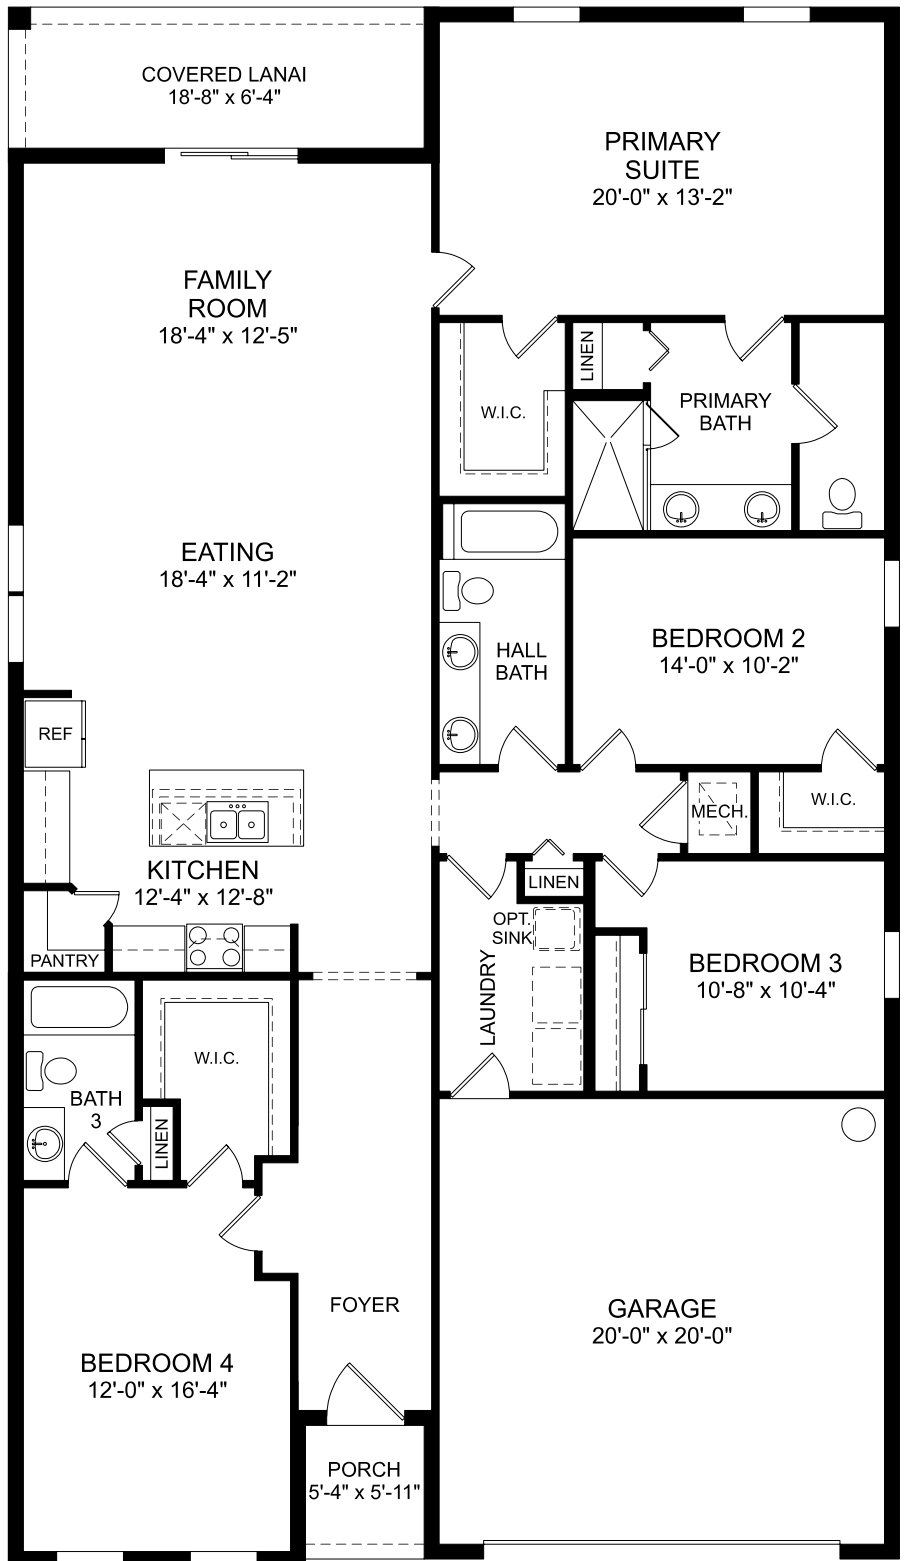 COVERED LANAI
18'-8" x 6'-4"
PRIMARY
SUITE
20'-0" x 13'-2"
FAMILY
ROOM
18'-4" x 12'-5"
LINEN
W.I.C.
PRIMARY
BATH
EATING
18'-4" x 11'-2"
HALL
BATH
BEDROOM 2
14'-0" x 10'-2"
REF
MECH.
W.I.C.
KITCHEN
12'-4" x 12'-8"
LINEN
OPT.
SINK
PANTRY
LAUNDRY
BEDROOM 3
10'-8" x 10'-4"
W.I.C.
BATH
3
LINEN
FOYER
GARAGE
20'-0" x 20'-0"
BEDROOM 4
12'-0" x 16'-4"
PORCH
5'-4" x 5'-11"